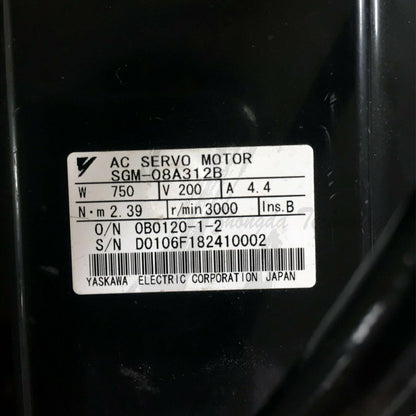 AC SERVO MOTOR
SGM-08A312B
W 750 V 200 A 4.4
N·m 2.39 r/min 3000 Ins.B
O/N 0B0120-1-2
S/N D0106F182410002
YASKAWA ELECTRIC CORPORATION JAPAN